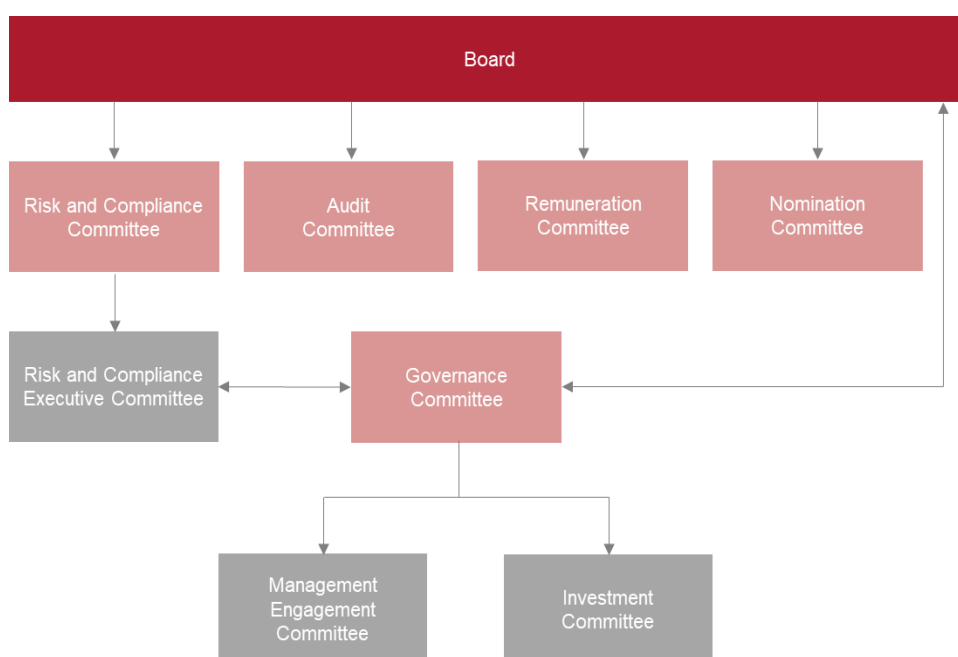 Board
Risk and Compliance
Committee
Audit
Committee
Remuneration
Committee
Nomination
Committee
Risk and Compliance
Executive Committee
Governance
Committee
Management
Engagement
Committee
Investment
Committee